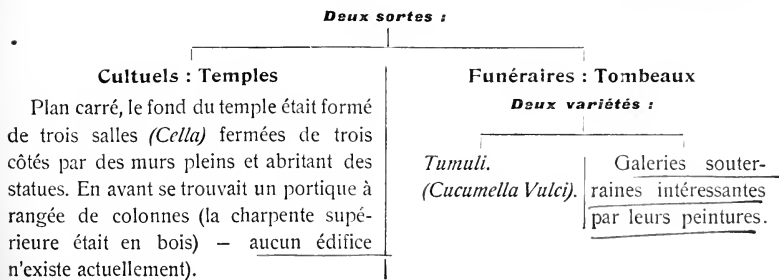 Deux sortes :
Cultuels : Temples
Plan carré, le fond du temple était formé
de trois salles (Cella) fermées de trois
côtés par des murs pleins et abritant des
statues. En avant se trouvait un portique à
rangée de colonnes (la charpente supé-
rieure était en bois) — aucun édifice
n'existe actuellement).
Funéraires : Tombeaux
Deux variétés :
Tumuli.
(Cucumella Vulci).
Galeries souter-
raines intéressantes
par leurs peintures.